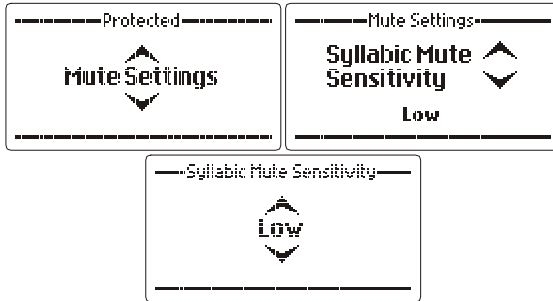 Protected
Mute Settings
Mute Settings
Syllabic Mute
Sensitivity
Low
Syllabic Mute Sensitivity
Low